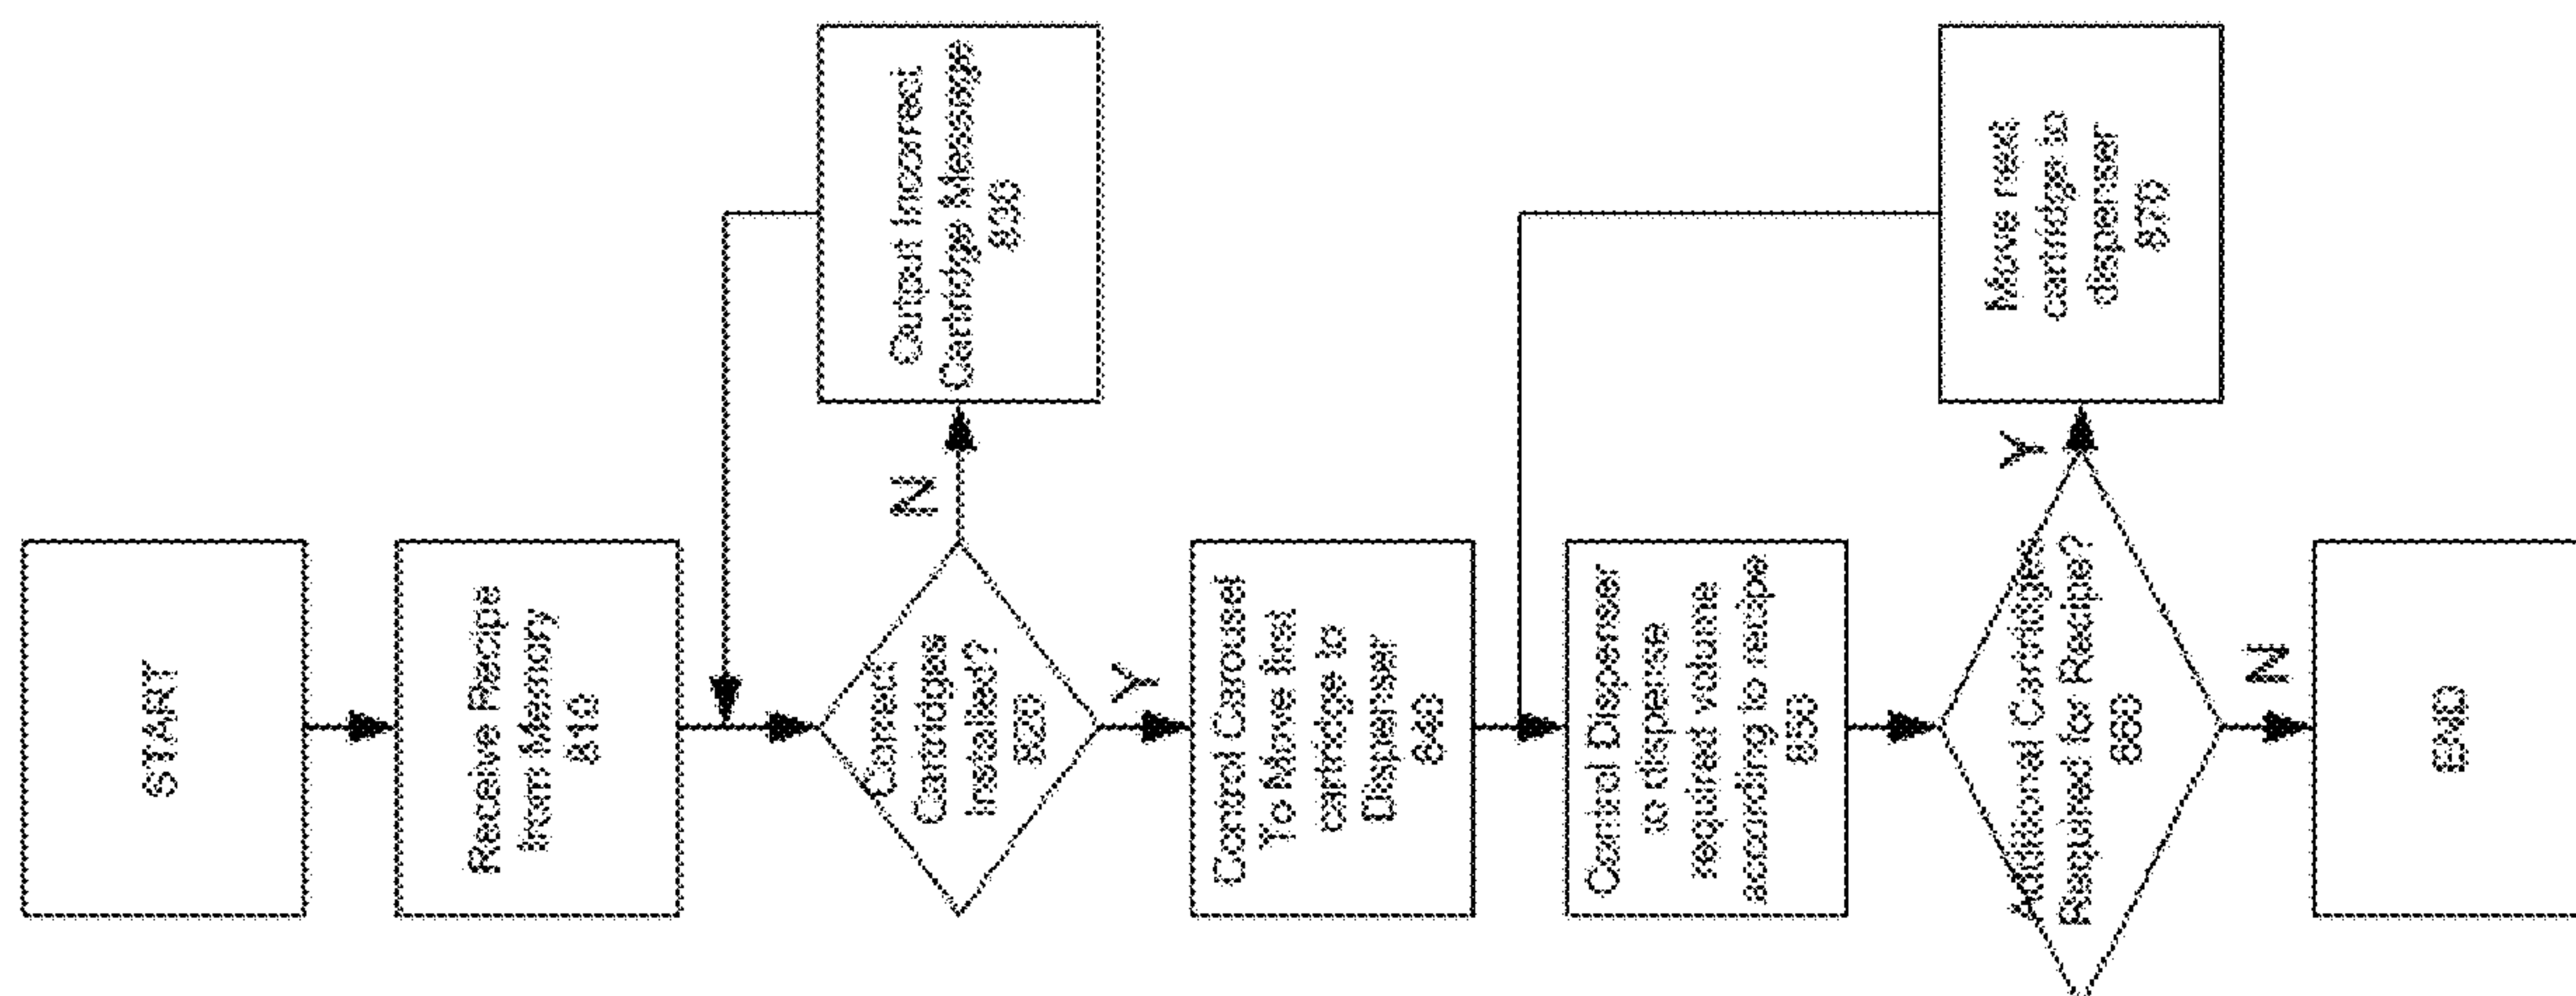 START
Receive Recipe
from Memory
810
Correct
Cartridges
Installed?
820
N
Output Incorrect
Cartridge Message
830
Y
Control Carousel
To Move first
cartridge to
Dispenser
840
Control Dispenser
to dispense
required volume
according to recipe
850
Additional Cartridges
Required for Recipe?
860
Y
Move next
cartridge to
dispenser
870
N
END